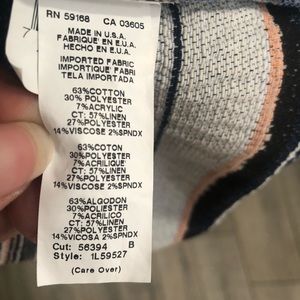 RN 59168 CA 03605
MADE IN U.S.A.
FABRIQUE' EN E.U.A.
HECHO EN E.U.A.
IMPORTED FABRIC
IMPORTIQUE' FABRI
TELA IMPORTADA
63%COTTON
30% POLYESTER
7%ACRYLIC
CT: 57%LINEN
27%POLYESTER
14%VISCOSE 2%SPNDX
63%COTON
30% POLYESTER
7%ACRILIQUE
CT: 57%LINEN
27%POLYESTER
14%VISCOSE 2%SPNDX
63%ALGODON
30%POLIESTER
7%ACRILICO
CT: 57%LINEN
27%POLYESTER
14%VISCOSA 2%SPNDX
Cut: 56394 B
Style: 1L59527
(Care Over)